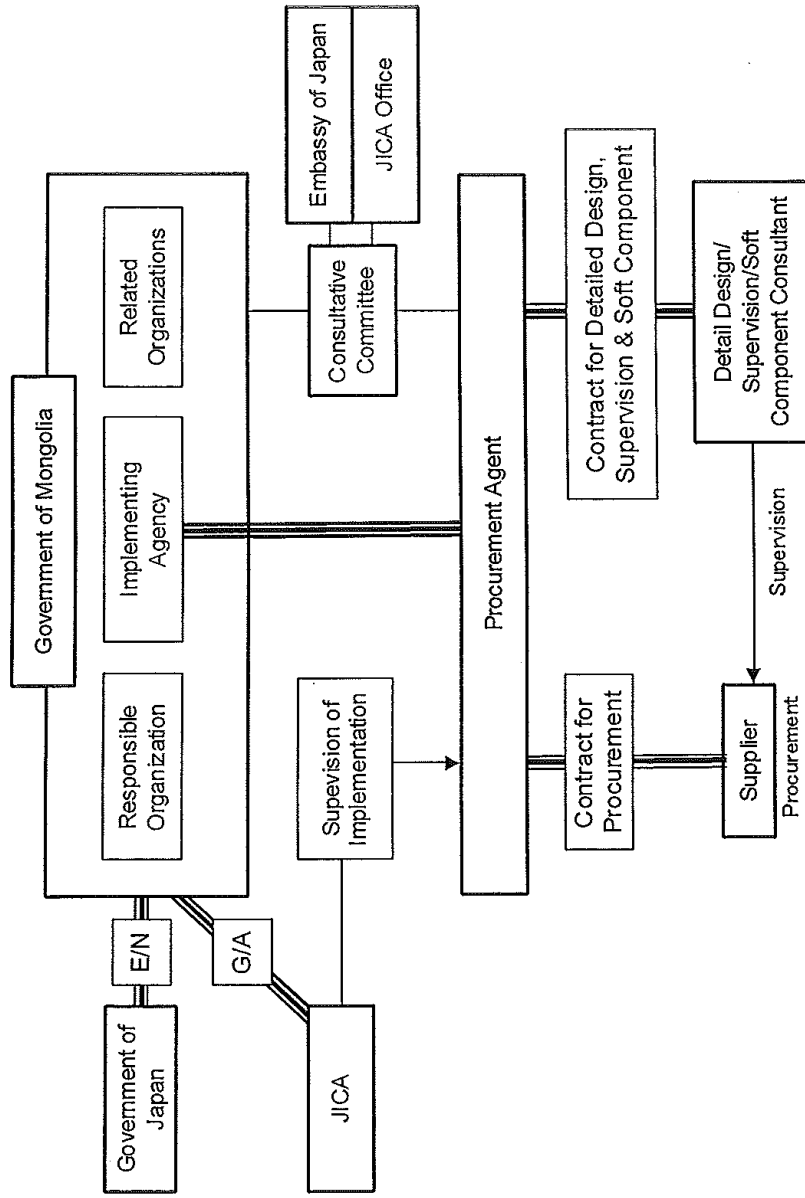 Government of Mongolia
Responsible
Organization
Implementing
Agency
Related
Organizations
Government of
Japan
E/N
G/A
JICA
Supevision of
Implementation
Consultative
Committee
Embassy of Japan
JICA Office
Procurement Agent
Contract for
Procurement
Contract for Detailed Design,
Supervision & Soft Component
Supplier
Procurement
Supervision
Detail Design/
Supervision/Soft
Component Consultant